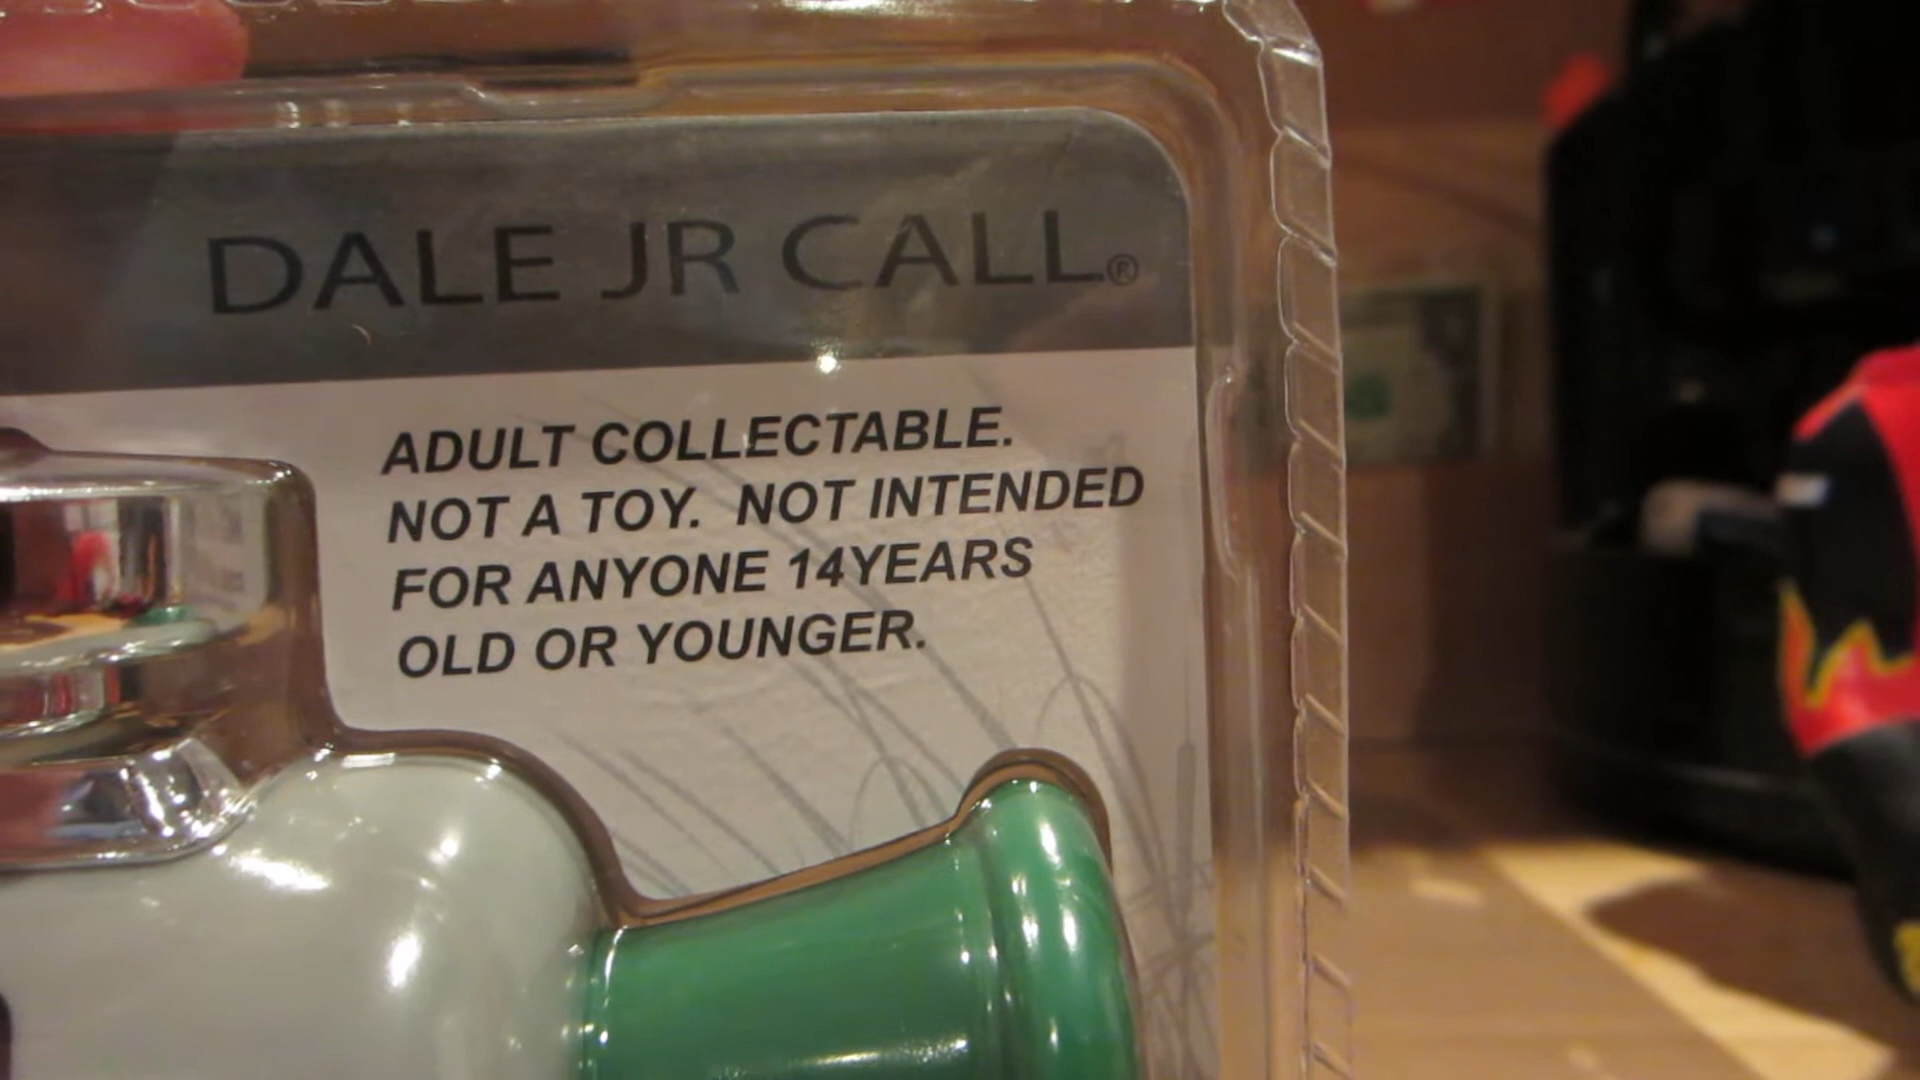 DALE JR CALL®
ADULT COLLECTABLE.
NOT A TOY. NOT INTENDED
FOR ANYONE 14YEARS
OLD OR YOUNGER.